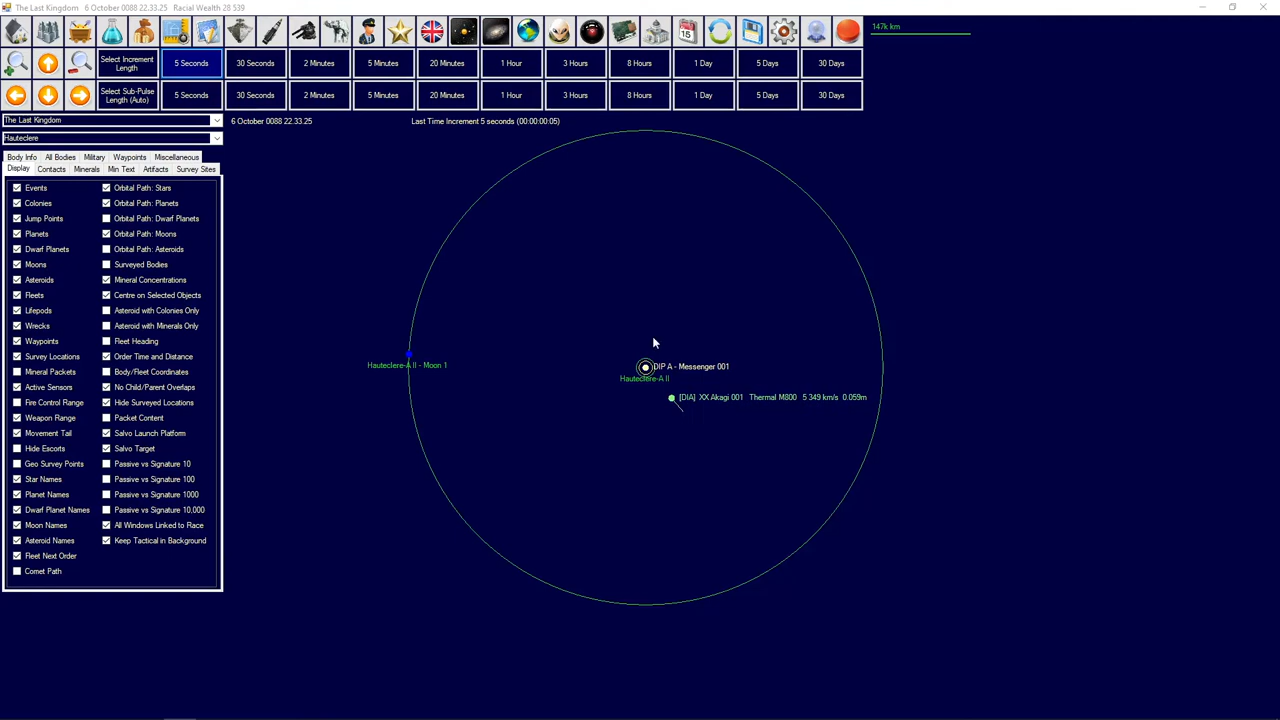 The Last Kingdom   6 October 0088 22.33.25   Racial Wealth 28 539
147k km
Select Increment Length
5 Seconds
30 Seconds
2 Minutes
5 Minutes
20 Minutes
1 Hour
3 Hours
8 Hours
1 Day
5 Days
30 Days
Select Sub-Pulse Length (Auto)
5 Seconds
30 Seconds
2 Minutes
5 Minutes
20 Minutes
1 Hour
3 Hours
8 Hours
1 Day
5 Days
30 Days
The Last Kingdom
6 October 0088 22.33.25
Last Time Increment 5 seconds (00:00:00:05)
Hauteclere
Body Info
All Bodies
Military
Waypoints
Miscellaneous
Display
Contacts
Minerals
Min Text
Artifacts
Survey Sites
Events
Orbital Path: Stars
Colonies
Orbital Path: Planets
Jump Points
Orbital Path: Dwarf Planets
Planets
Orbital Path: Moons
Dwarf Planets
Orbital Path: Asteroids
Moons
Surveyed Bodies
Asteroids
Mineral Concentrations
Fleets
Centre on Selected Objects
Lifepods
Asteroid with Colonies Only
Wrecks
Asteroid with Minerals Only
Waypoints
Fleet Heading
Survey Locations
Order Time and Distance
Mineral Packets
Body/Fleet Coordinates
Active Sensors
No Child/Parent Overlaps
Fire Control Range
Hide Surveyed Locations
Weapon Range
Packet Content
Movement Tail
Salvo Launch Platform
Hide Escorts
Salvo Target
Geo Survey Points
Passive vs Signature 10
Star Names
Passive vs Signature 100
Planet Names
Passive vs Signature 1000
Dwarf Planet Names
Passive vs Signature 10,000
Moon Names
All Windows Linked to Race
Asteroid Names
Keep Tactical in Background
Fleet Next Order
Comet Path
Hauteclere-A II - Moon 1
DIP A - Messenger 001
Hauteclere-A II
[DIA]  XX Akagi 001   Thermal M800   5 349 km/s  0.059m